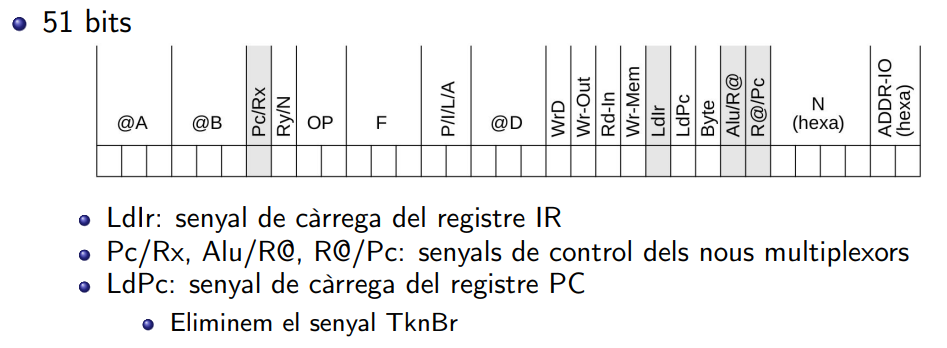 51 bits
@A @B Pc/Rx Ry/N OP F P/I/L/A @D WrD Wr-Out Rd-In Wr-Mem LdIr LdPc Byte Alu/R@ R@/Pc N (hexa) ADDR-IO (hexa)
LdIr: senyal de càrrega del registre IR
Pc/Rx, Alu/R@, R@/Pc: senyals de control dels nous multiplexors
LdPc: senyal de càrrega del registre PC
Eliminem el senyal TknBr